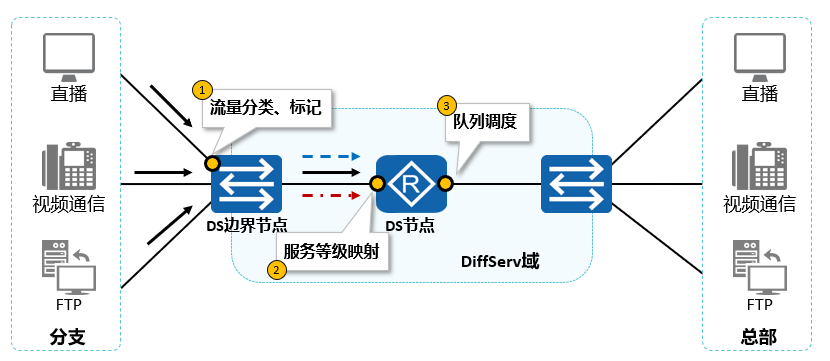 直播
视频通信
FTP
分支
1
流量分类、标记
DS边界节点
2
服务等级映射
R
DS节点
3
队列调度
DiffServ域
直播
视频通信
FTP
总部